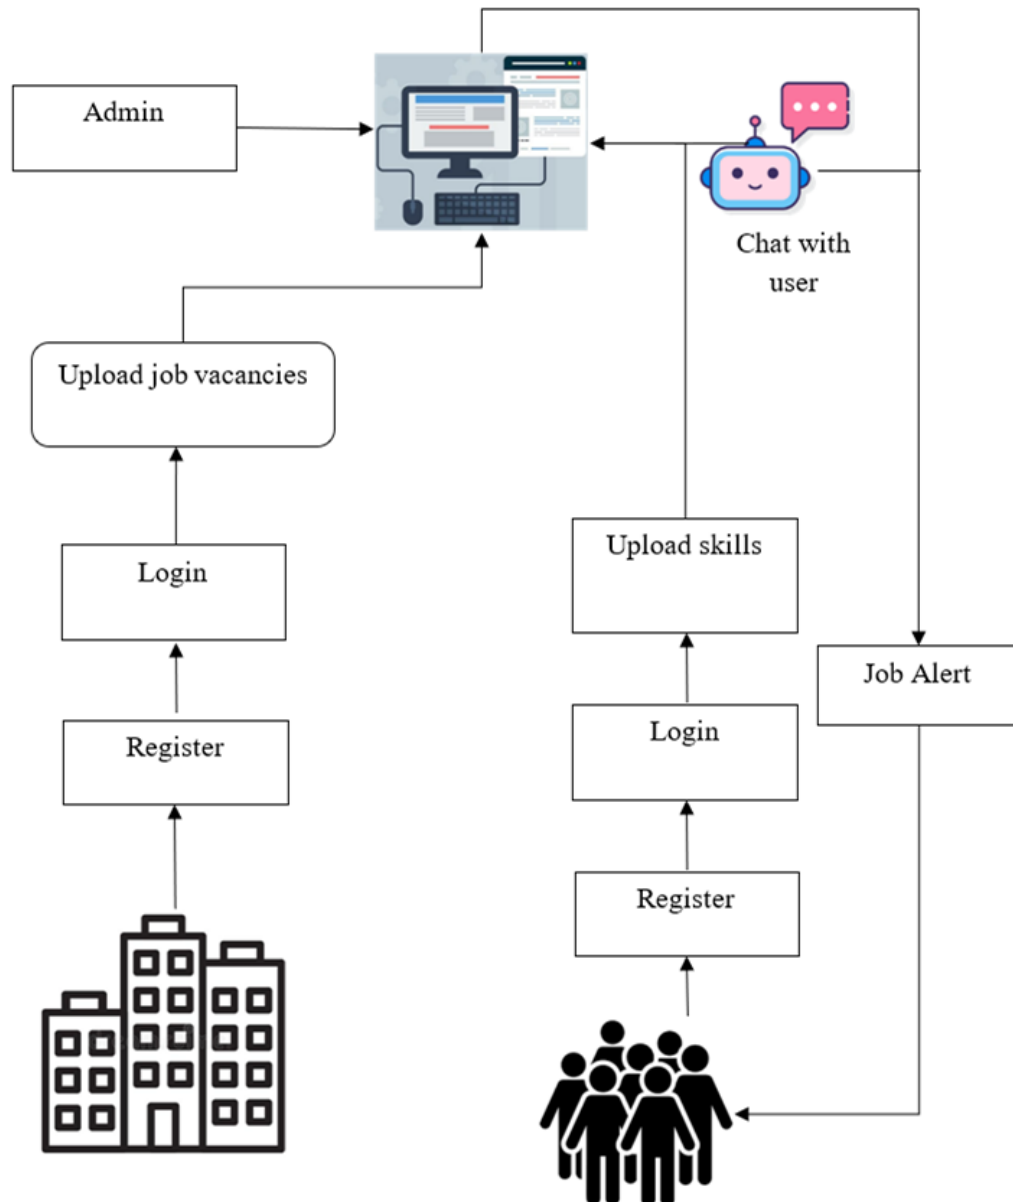 Admin
Chat with
user
Upload job vacancies
Login
Upload skills
Job Alert
Register
Login
Register